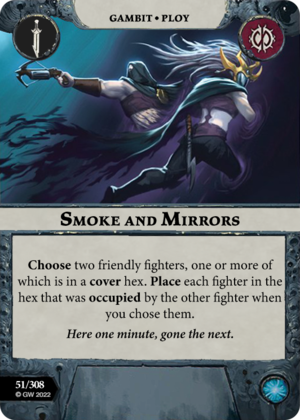 GAMBIT • PLOY
SMOKE AND MIRRORS
Choose two friendly fighters, one or more of
which is in a cover hex. Place each fighter in the
hex that was occupied by the other fighter when
you chose them.
Here one minute, gone the next.
51/308
© GW 2022